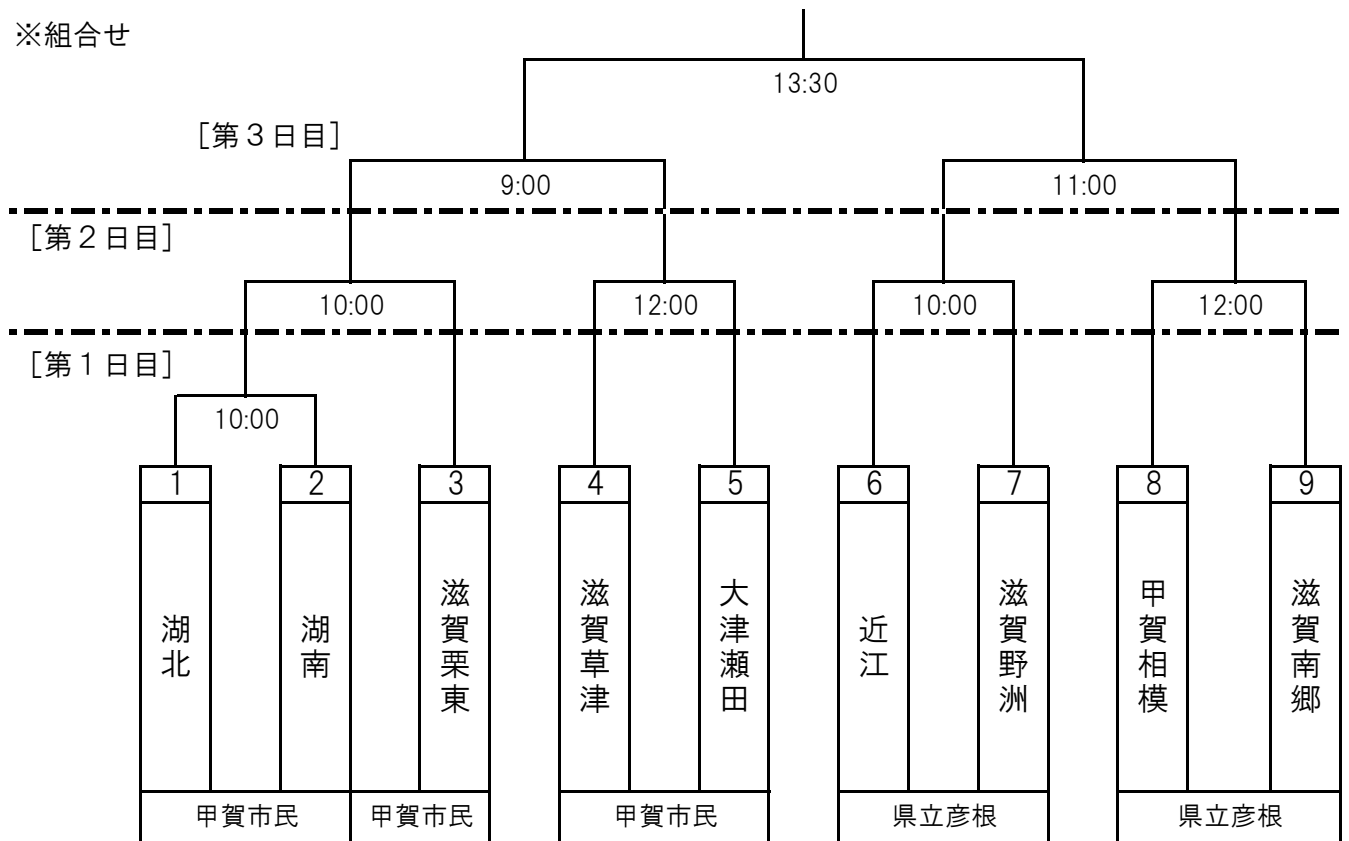 ※組合せ
13:30
［第３日目］
9:00
11:00
［第２日目］
10:00
12:00
10:00
12:00
［第１日目］
10:00
1
2
3
4
5
6
7
8
9
湖北
湖南
滋賀栗東
滋賀草津
大津瀬田
近江
滋賀野洲
甲賀相模
滋賀南郷
甲賀市民
甲賀市民
甲賀市民
県立彦根
県立彦根